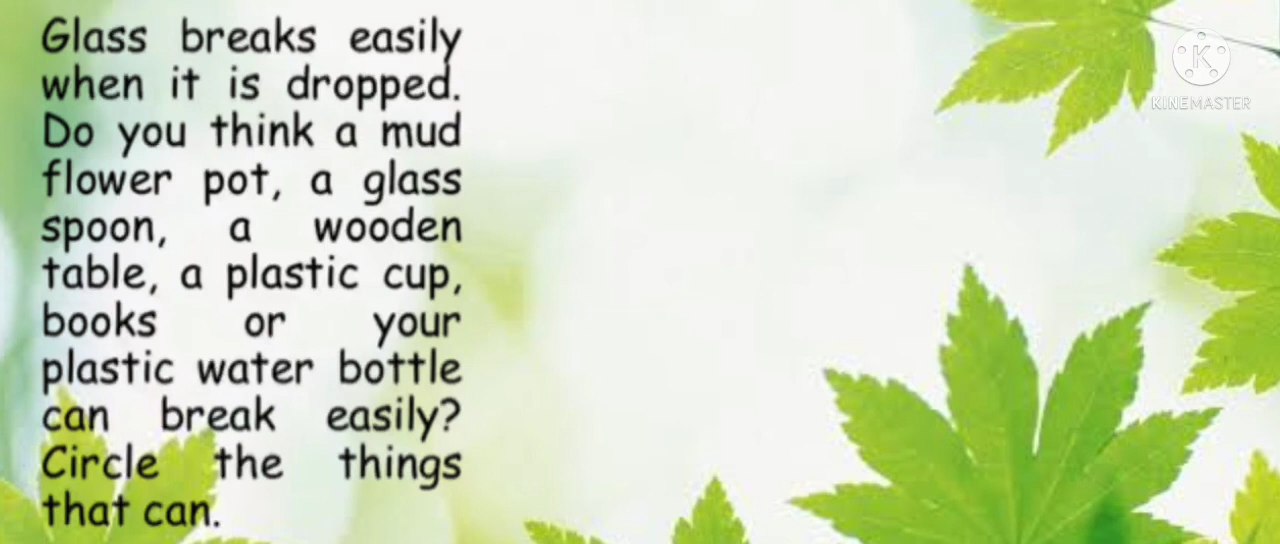 Glass breaks easily
when it is dropped.
Do you think a mud
flower pot, a glass
spoon, a wooden
table, a plastic cup,
books or your
plastic water bottle
can break easily?
Circle the things
that can.
K
KINEMASTER